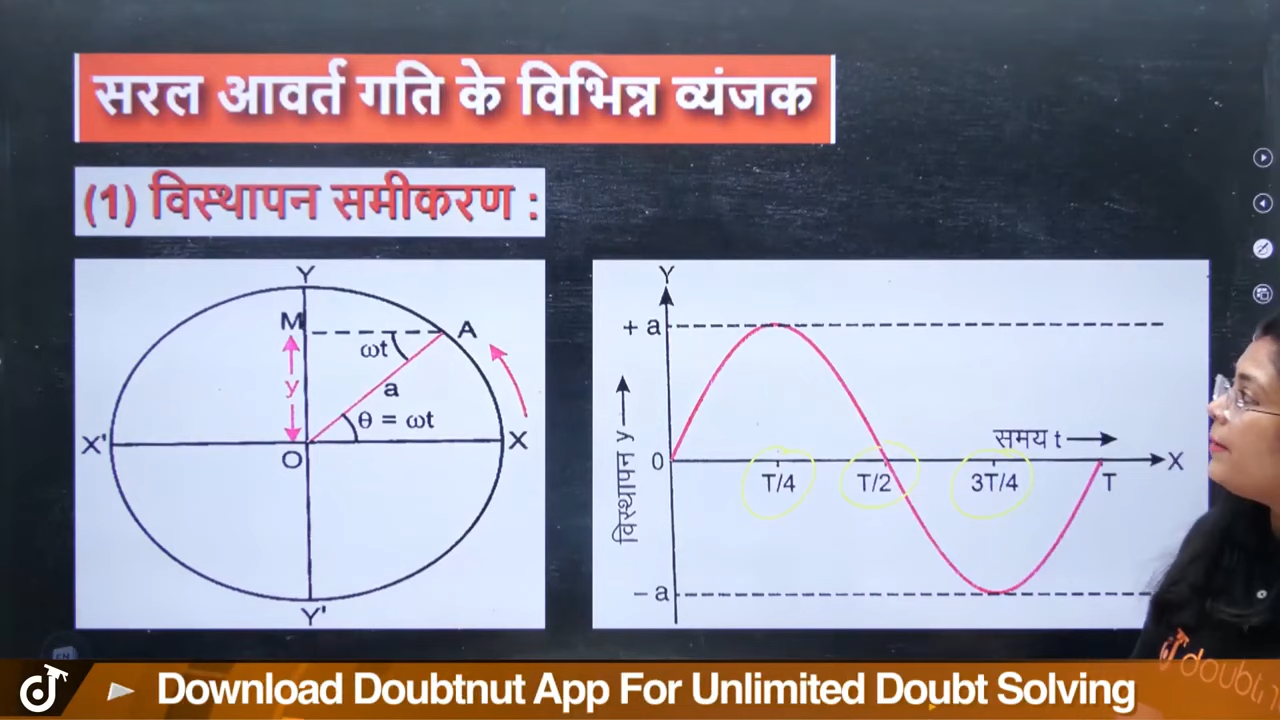 सरल आवर्त गति के विभिन्न व्यंजक
(1) विस्थापन समीकरण :
Y
M
A
ωt
a
y
θ = ωt
X'
X
O
Y'
Y
+ a
विस्थापन y
समय t
0
X
T/4
T/2
3T/4
T
- a
Download Doubtnut App For Unlimited Doubt Solving